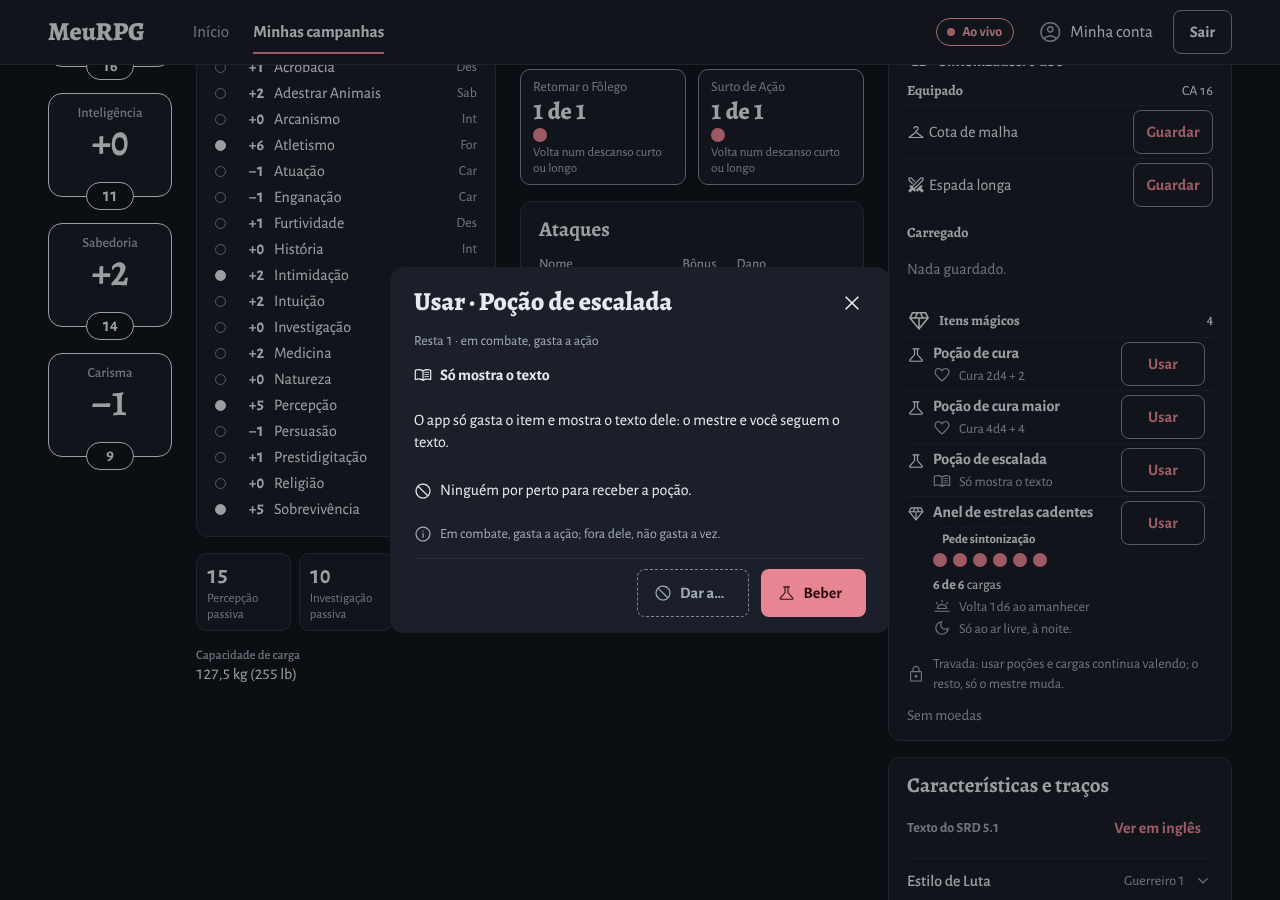 MeuRPG
Início
Minhas campanhas
Ao vivo
Minha conta
Sair
16
Inteligência
+0
11
Sabedoria
+2
14
Carisma
−1
9
+1 Acrobacia Des
+2 Adestrar Animais Sab
+0 Arcanismo Int
+6 Atletismo For
−1 Atuação Car
−1 Enganação Car
+1 Furtividade Des
+0 História Int
+2 Intimidação
+2 Intuição
+0 Investigação
+2 Medicina
+0 Natureza
+5 Percepção
−1 Persuasão
+1 Prestidigitação
+0 Religião
+5 Sobrevivência
15
Percepção
passiva
10
Investigação
passiva
Capacidade de carga
127,5 kg (255 lb)
Retomar o Fôlego
1 de 1
Volta num descanso curto
ou longo
Surto de Ação
1 de 1
Volta num descanso curto
ou longo
Ataques
Nome Bônus Dano
Usar · Poção de escalada
Resta 1 · em combate, gasta a ação
Só mostra o texto
O app só gasta o item e mostra o texto dele: o mestre e você seguem o
texto.
Ninguém por perto para receber a poção.
Em combate, gasta a ação; fora dele, não gasta a vez.
Dar a…
Beber
Equipado CA 16
Cota de malha Guardar
Espada longa Guardar
Carregado
Nada guardado.
Itens mágicos 4
Poção de cura Usar
Cura 2d4 + 2
Poção de cura maior Usar
Cura 4d4 + 4
Poção de escalada Usar
Só mostra o texto
Anel de estrelas cadentes Usar
Pede sintonização
6 de 6 cargas
Volta 1d6 ao amanhecer
Só ao ar livre, à noite.
Travada: usar poções e cargas continua valendo; o
resto, só o mestre muda.
Sem moedas
Características e traços
Texto do SRD 5.1 Ver em inglês
Estilo de Luta Guerreiro 1